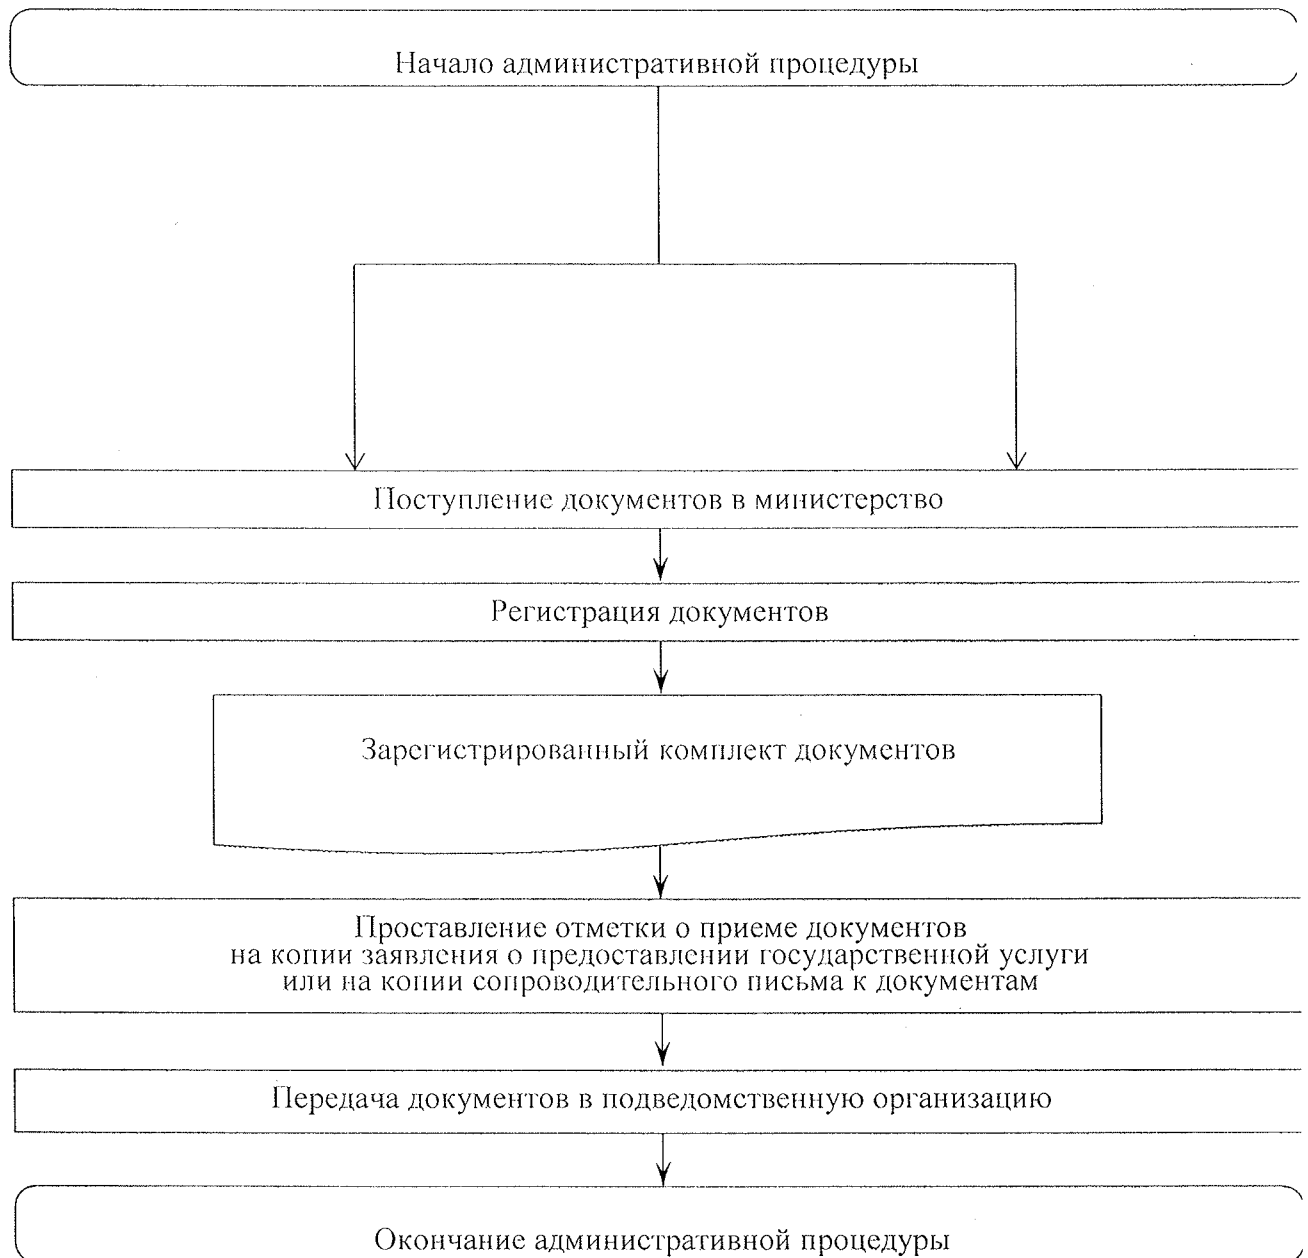 Начало административной процедуры
Поступление документов в министерство
Регистрация документов
Зарегистрированный комплект документов
Проставление отметки о приеме документов
на копии заявления о предоставлении государственной услуги
или на копии сопроводительного письма к документам
Передача документов в подведомственную организацию
Окончание административной процедуры